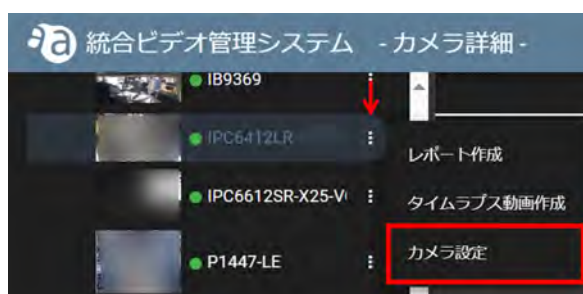 統合ビデオ管理システム - カメラ詳細 -
IB9369
IPC6412LR
レポート作成
IPC6612SR-X25-V
タイムラプス動画作成
カメラ設定
P1447-LE